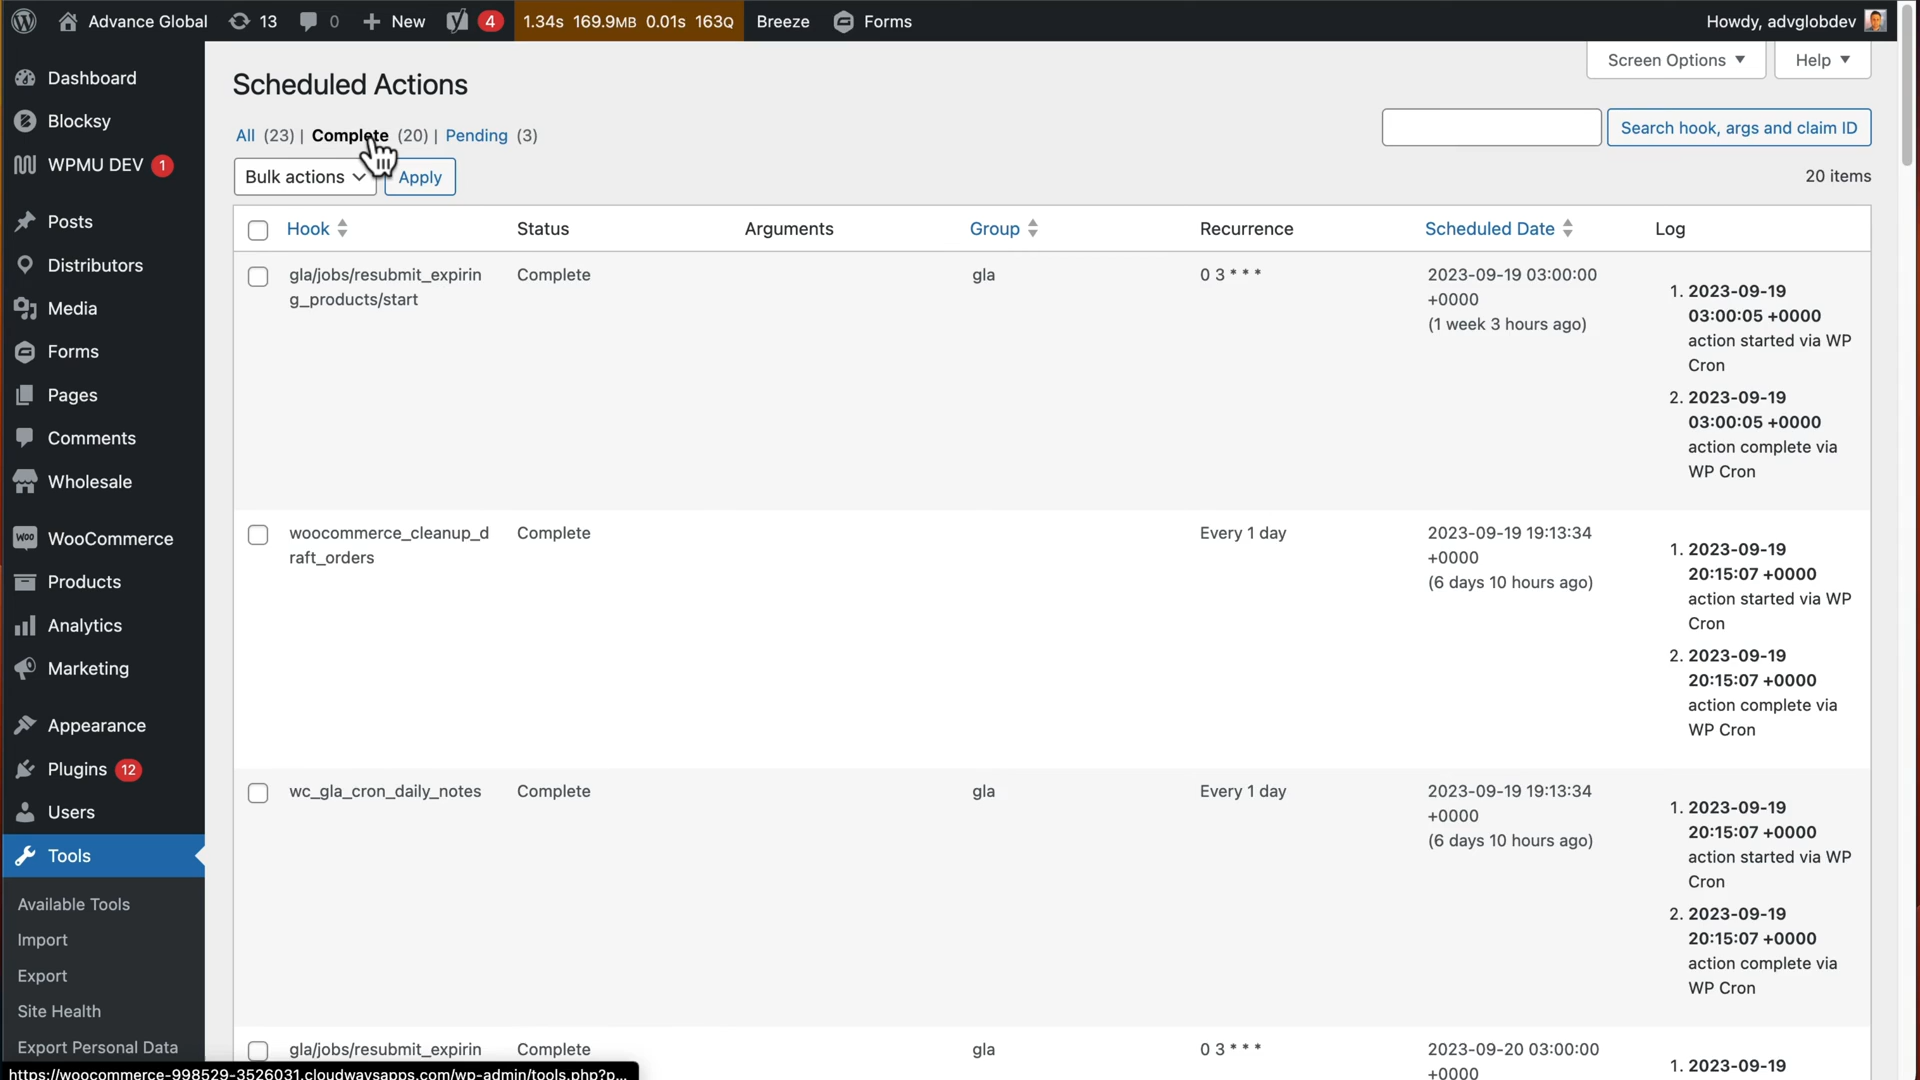 Advance Global 13 0 New 4 1.34s 169.9MB 0.01s 163Q Breeze Forms Howdy, advglobdev
Screen Options Help
Dashboard
Blocksy
WPMU DEV 1
Posts
Distributors
Media
Forms
Pages
Comments
Wholesale
WooCommerce
Products
Analytics
Marketing
Appearance
Plugins 12
Users
Tools
Available Tools
Import
Export
Site Health
Export Personal Data
Scheduled Actions
All (23) | Complete (20) | Pending (3)
Search hook, args and claim ID
Bulk actions Apply
20 items
Hook Status Arguments Group Recurrence Scheduled Date Log
gla/jobs/resubmit_expirin
g_products/start
Complete
gla
0 3 * * *
2023-09-19 03:00:00
+0000
(1 week 3 hours ago)
1. 2023-09-19
03:00:05 +0000
action started via WP
Cron
2. 2023-09-19
03:00:05 +0000
action complete via
WP Cron
woocommerce_cleanup_d
raft_orders
Complete
Every 1 day
2023-09-19 19:13:34
+0000
(6 days 10 hours ago)
1. 2023-09-19
20:15:07 +0000
action started via WP
Cron
2. 2023-09-19
20:15:07 +0000
action complete via
WP Cron
wc_gla_cron_daily_notes
Complete
gla
Every 1 day
2023-09-19 19:13:34
+0000
(6 days 10 hours ago)
1. 2023-09-19
20:15:07 +0000
action started via WP
Cron
2. 2023-09-19
20:15:07 +0000
action complete via
WP Cron
gla/jobs/resubmit_expirin
Complete
gla
0 3 * * *
2023-09-20 03:00:00
+0000
1. 2023-09-19
https://woocommerce-998529-3526031.cloudwaysapps.com/wp-admin/tools.php?p...